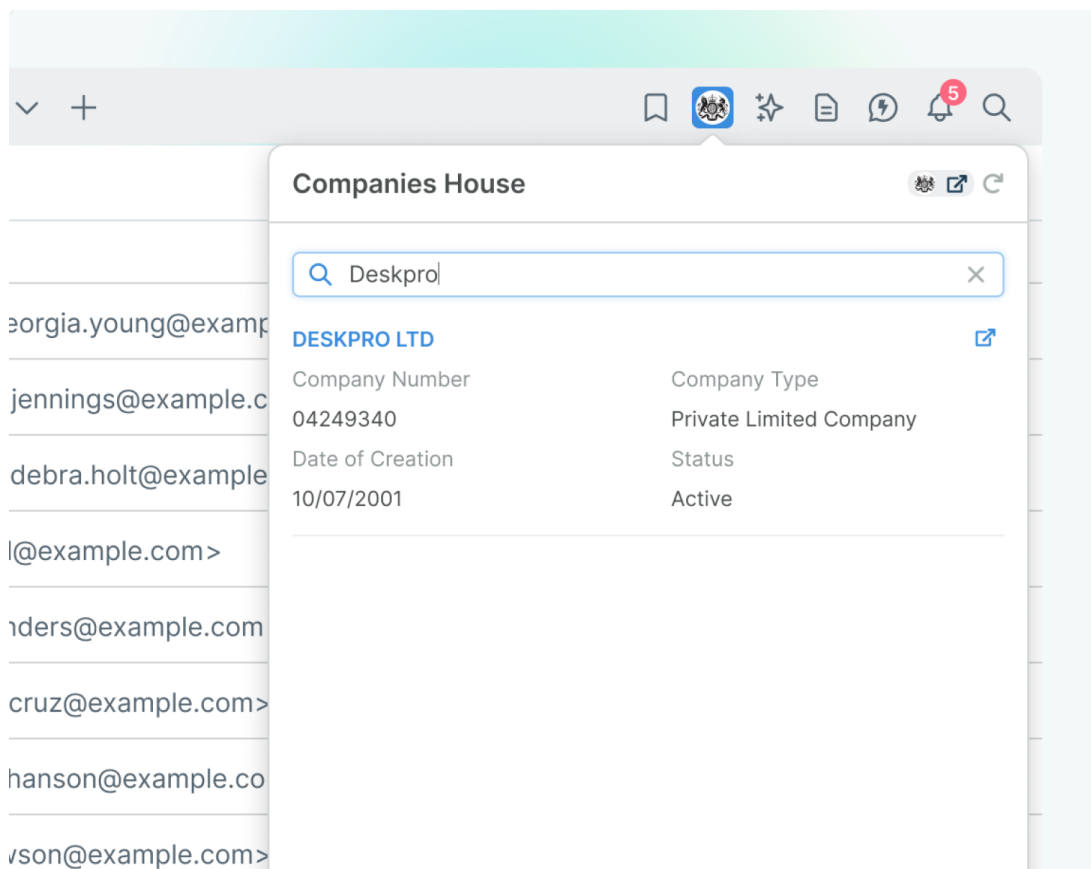 5
Companies House
Deskpro
DESKPRO LTD
Company Number Company Type
04249340 Private Limited Company
Date of Creation Status
10/07/2001 Active
eorgia.young@examp
jennings@example.c
debra.holt@example
@example.com>
nders@example.com
cruz@example.com>
hanson@example.co
wson@example.com>